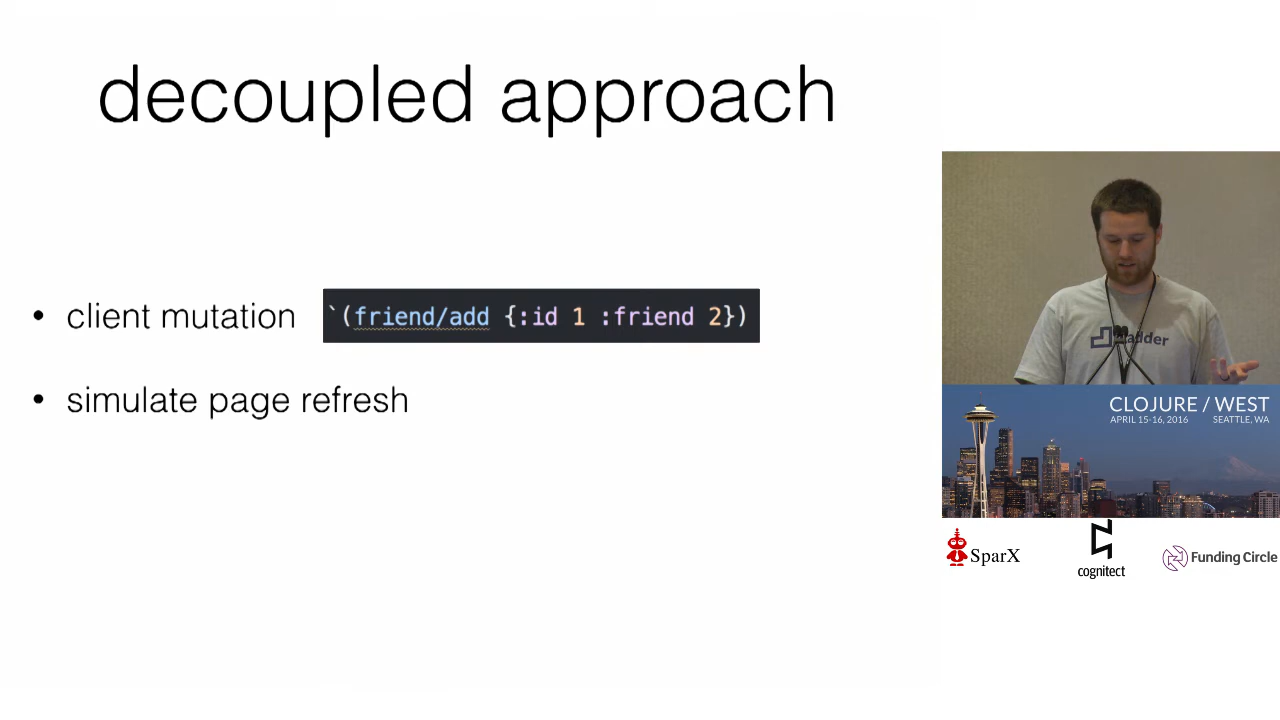 decoupled approach
• client mutation `(friend/add {:id 1 :friend 2})
• simulate page refresh
CLOJURE / WEST
APRIL 15-16, 2016 SEATTLE, WA
SparX
cognitect
Funding Circle